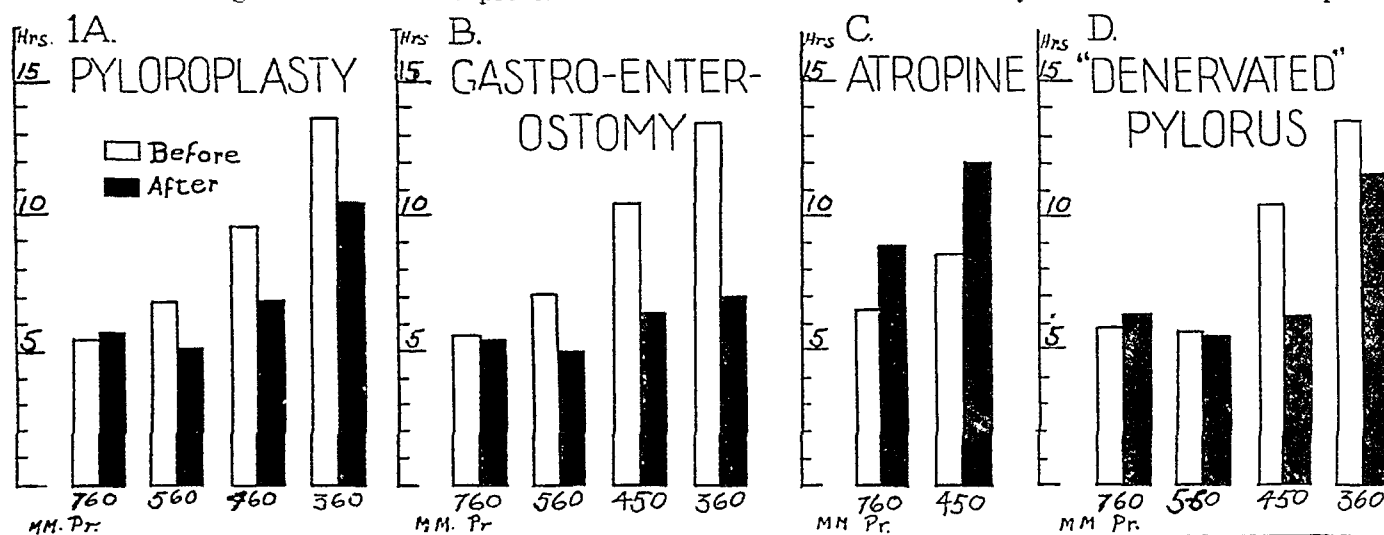 Hrs. 1A.
PYLOROPLASTY
15
Before
After
10
5
760 560 460 360
MM. Pr.
Hrs B.
GASTRO-ENTER-
OSTOMY
15
10
5
760 560 450 360
MM. Pr
Hrs C.
ATROPINE
15
10
5
760 450
MM Pr.
Hrs D.
"DENERVATED"
PYLORUS
15
10
5
760 560 450 360
MM Pr.